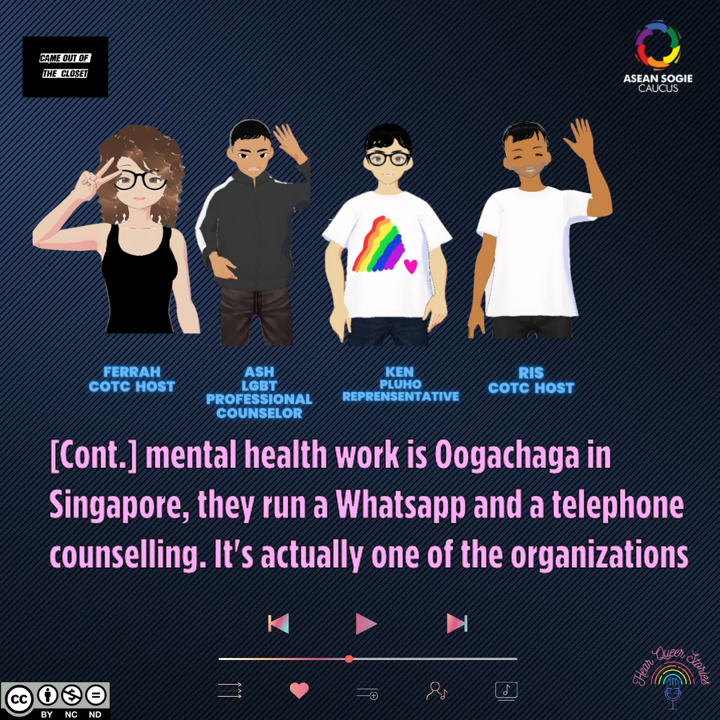 CAME OUT OF
THE CLOSET
ASEAN SOGIE
CAUCUS
FERRAH
COTC HOST
ASH
LGBT
PROFESSIONAL
COUNSELOR
KEN
PLUHO
REPRENSENTATIVE
RIS
COTC HOST
[Cont.] mental health work is Oogachaga in
Singapore, they run a Whatsapp and a telephone
counselling. It's actually one of the organizations
Hear Queer Stories
cc
BY NC ND